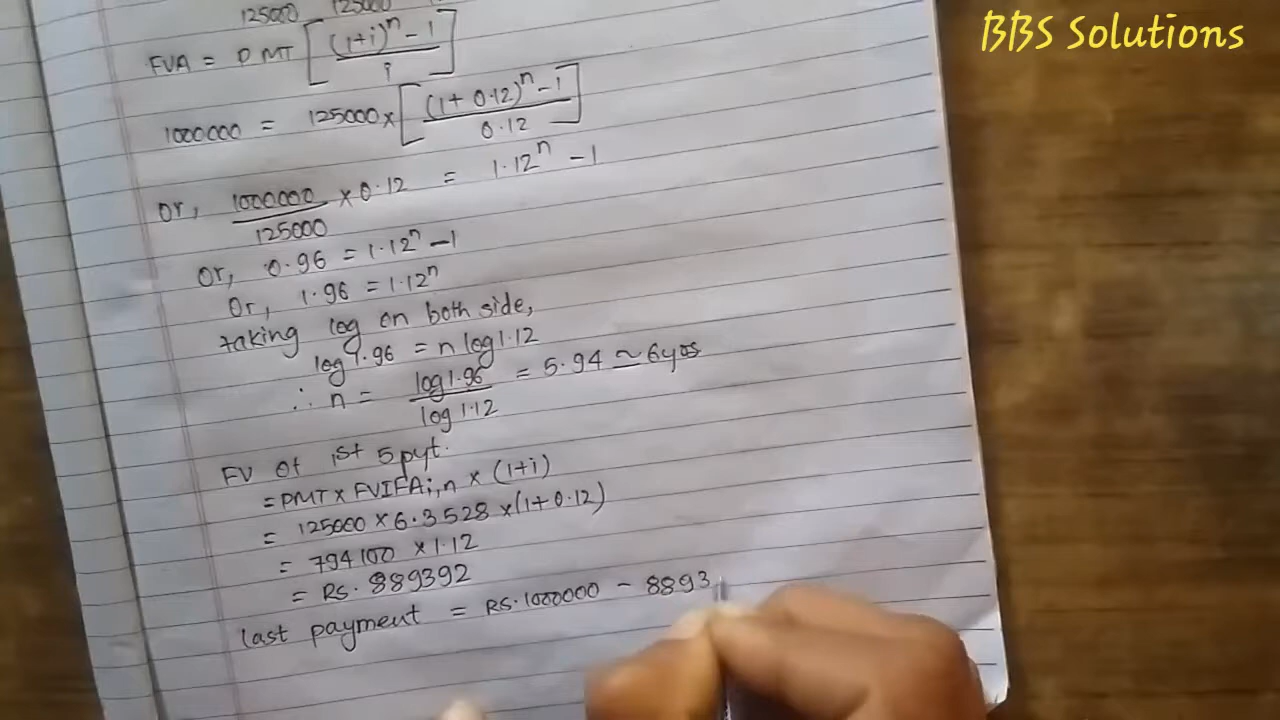 BBS Solutions
125000 125000
FVA = PMT [(1+i)^n - 1 / i]
1000000 = 125000 × [(1 + 0.12)^n - 1 / 0.12]
Or, 1000000 / 125000 × 0.12 = 1.12^n - 1
Or, 0.96 = 1.12^n - 1
Or, 1.96 = 1.12^n
taking log on both side,
log 1.96 = n log 1.12
∴ n = log 1.96 / log 1.12 = 5.94 ≃ 6 yrs
FV of 1st 5 pyt.
= PMT × FVIFA i,n × (1+i)
= 125000 × 6.3528 × (1 + 0.12)
= 794100 × 1.12
= Rs. 889392
last payment = Rs. 1000000 - 8893